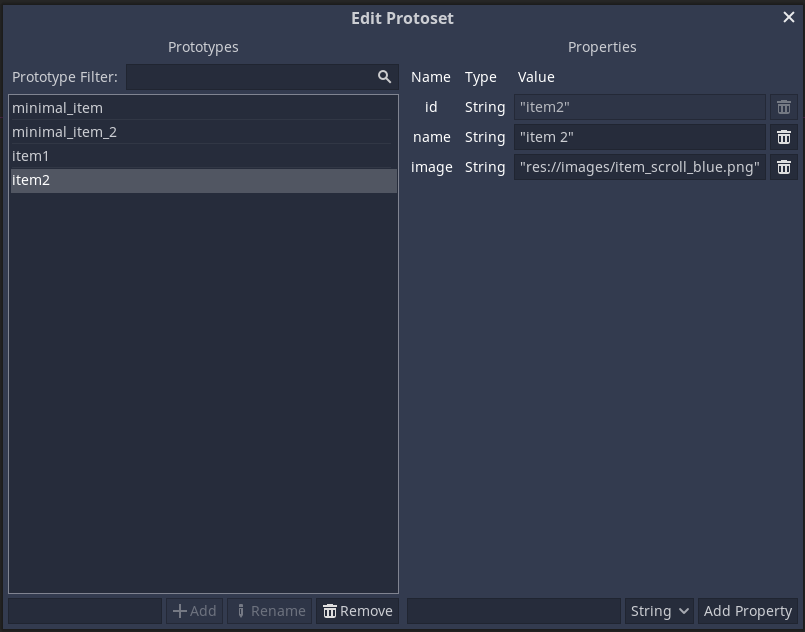 Edit Protoset
Prototypes
Properties
Prototype Filter:
Name Type Value
minimal_item
minimal_item_2
item1
item2
id String "item2"
name String "item 2"
image String "res://images/item_scroll_blue.png"
Add Rename Remove
String Add Property